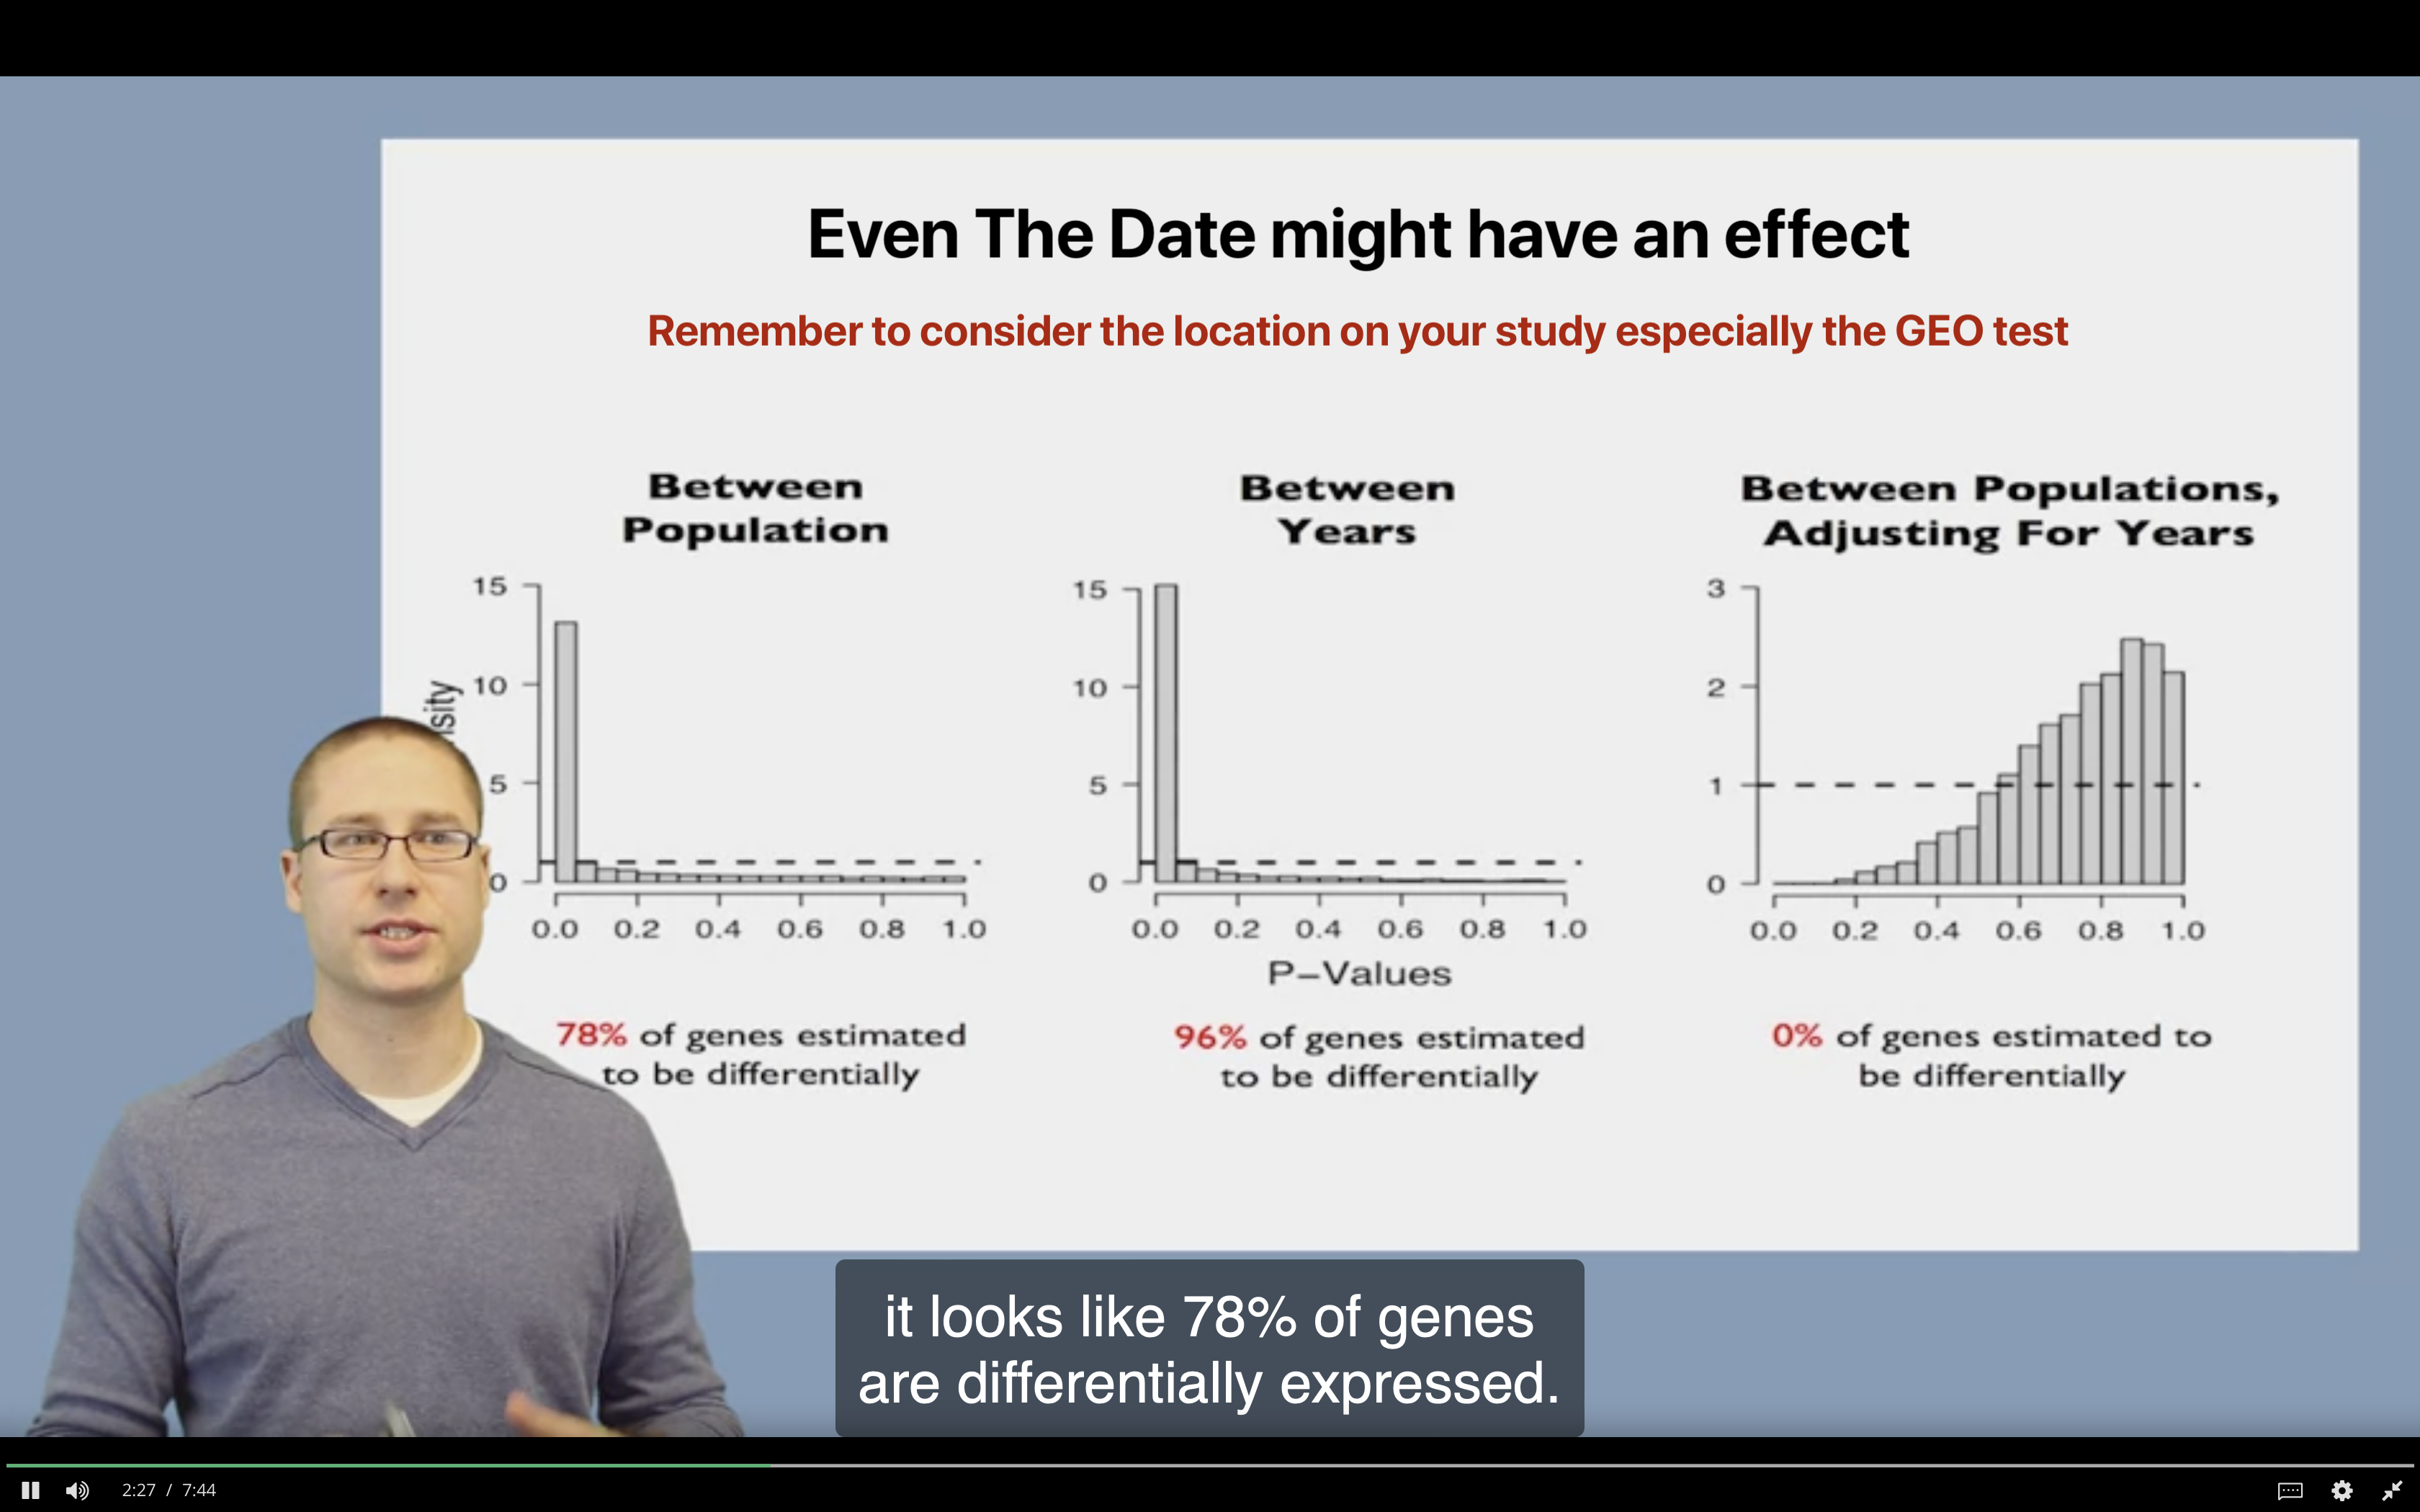 Even The Date might have an effect
Remember to consider the location on your study especially the GEO test
Between
Population
15
10
5
0
0.0 0.2 0.4 0.6 0.8 1.0
78% of genes estimated
to be differentially
Between
Years
15
10
5
0
0.0 0.2 0.4 0.6 0.8 1.0
P-Values
96% of genes estimated
to be differentially
Between Populations,
Adjusting For Years
3
2
1
0
0.0 0.2 0.4 0.6 0.8 1.0
0% of genes estimated to
be differentially
it looks like 78% of genes
are differentially expressed.
2:27 / 7:44